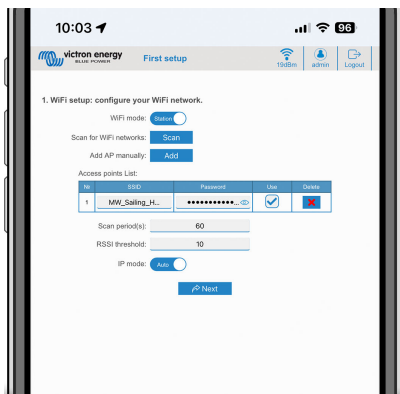 10:03
96
victron energy
BLUE POWER
First setup
19dBm
admin
Logout
1. WiFi setup: configure your WiFi network.
WiFi mode: Station
Scan for WiFi networks: Scan
Add AP manually: Add
Access points List:
Nr SSID Password Use Delete
1 MW_Sailing_H... •••••••••••...
Scan period(s): 60
RSSI threshold: 10
IP mode: Auto
Next